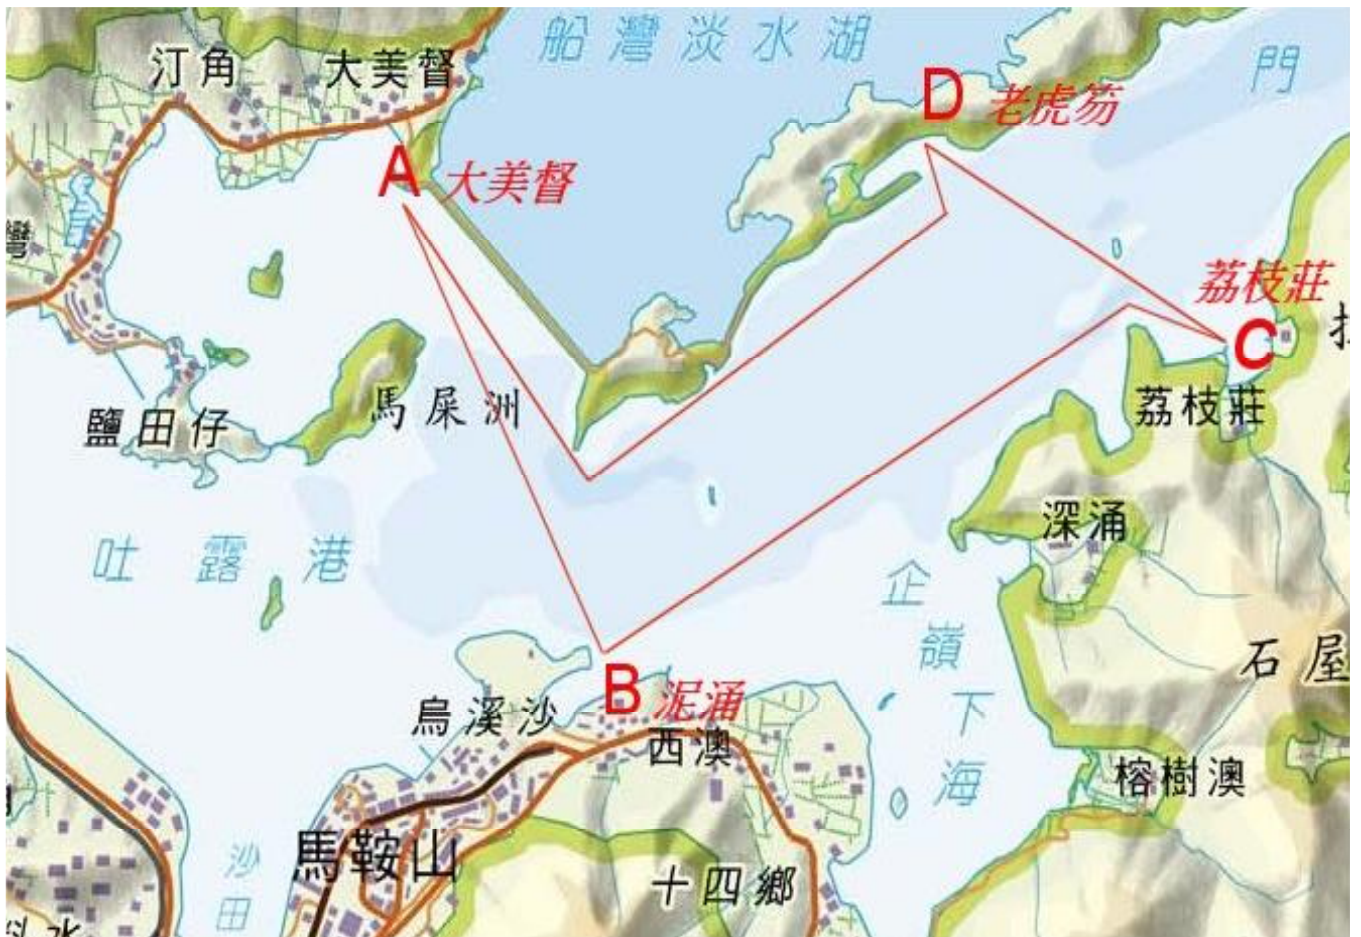 船灣淡水湖
門
汀角
大美督
D 老虎笏
A 大美督
灣
荔枝莊
C
馬屎洲
鹽田仔
荔枝莊
深涌
吐露港
企嶺下海
石屋
B 泥涌
烏溪沙
西澳
榕樹澳
馬鞍山
沙田
十四鄉